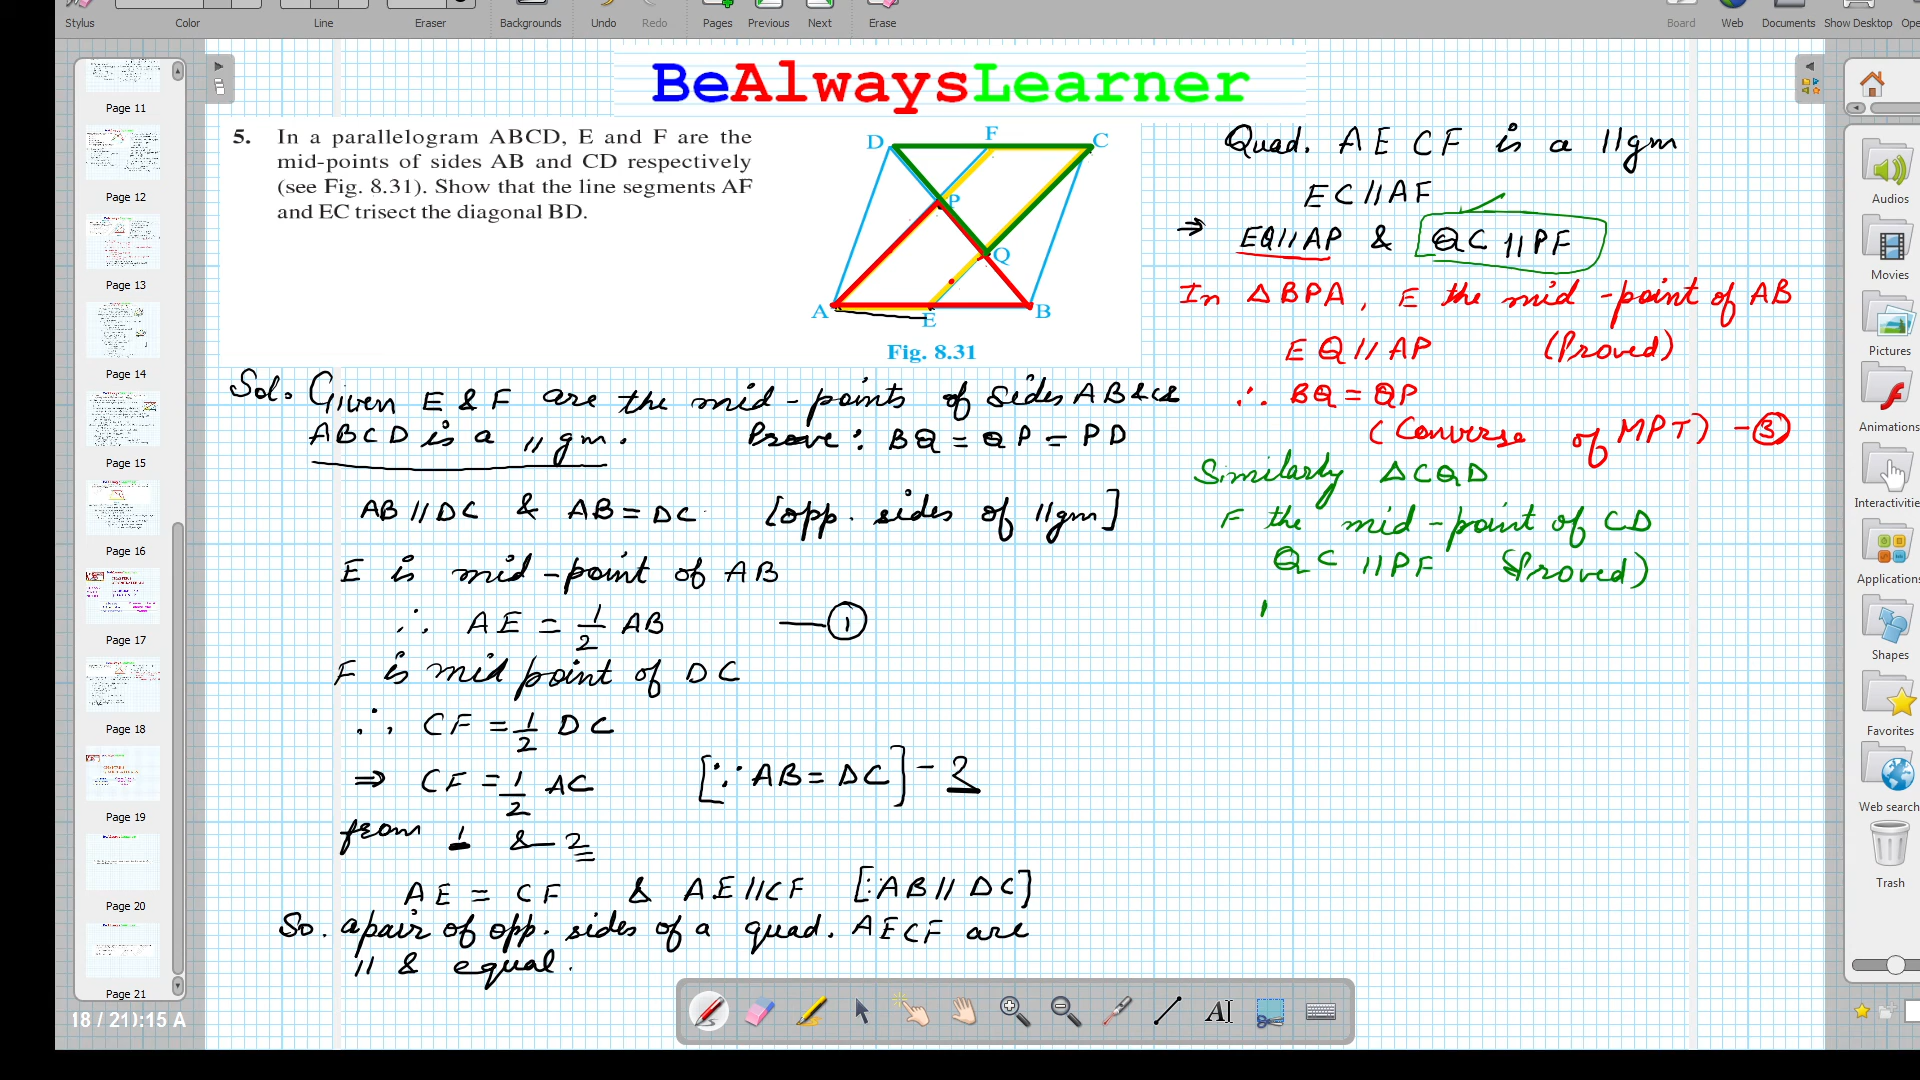 Stylus Color Line Eraser Backgrounds Undo Redo Pages Previous Next Erase Board Web Documents Show Desktop
BeAlwaysLearner
5. In a parallelogram ABCD, E and F are the
mid-points of sides AB and CD respectively
(see Fig. 8.31). Show that the line segments AF
and EC trisect the diagonal BD.
D F C
P
Q
A E B
Fig. 8.31
Sol. Given E & F are the mid-points of sides AB &
ABCD is a ||gm. Prove: BQ = QP = PD
AB || DC & AB = DC. [opp. sides of ||gm]
E is mid-point of AB
∴ AE = 1/2 AB — 1
F is mid point of DC
∴ CF = 1/2 DC
⇒ CF = 1/2 AC [∵ AB = DC] - 2
from 1 & 2
AE = CF & AE || CF [∵ AB || DC]
So. a pair of opp. sides of a quad. AECF are
|| & equal.
Quad. AECF is a ||gm
EC || AF
⇒ EQ || AP & QC || PF
In △BPA, E the mid-point of AB
EQ || AP (Proved)
∴ BQ = QP
(Converse of MPT) - 3
Similarly △CQD
F the mid-point of CD
QC || PF (Proved)
Page 11
Page 12
Page 13
Page 14
Page 15
Page 16
Page 17
Page 18
Page 19
Page 20
Page 21
Audios
Movies
Pictures
Animations
Interactivitie
Applications
Shapes
Favorites
Web search
Trash